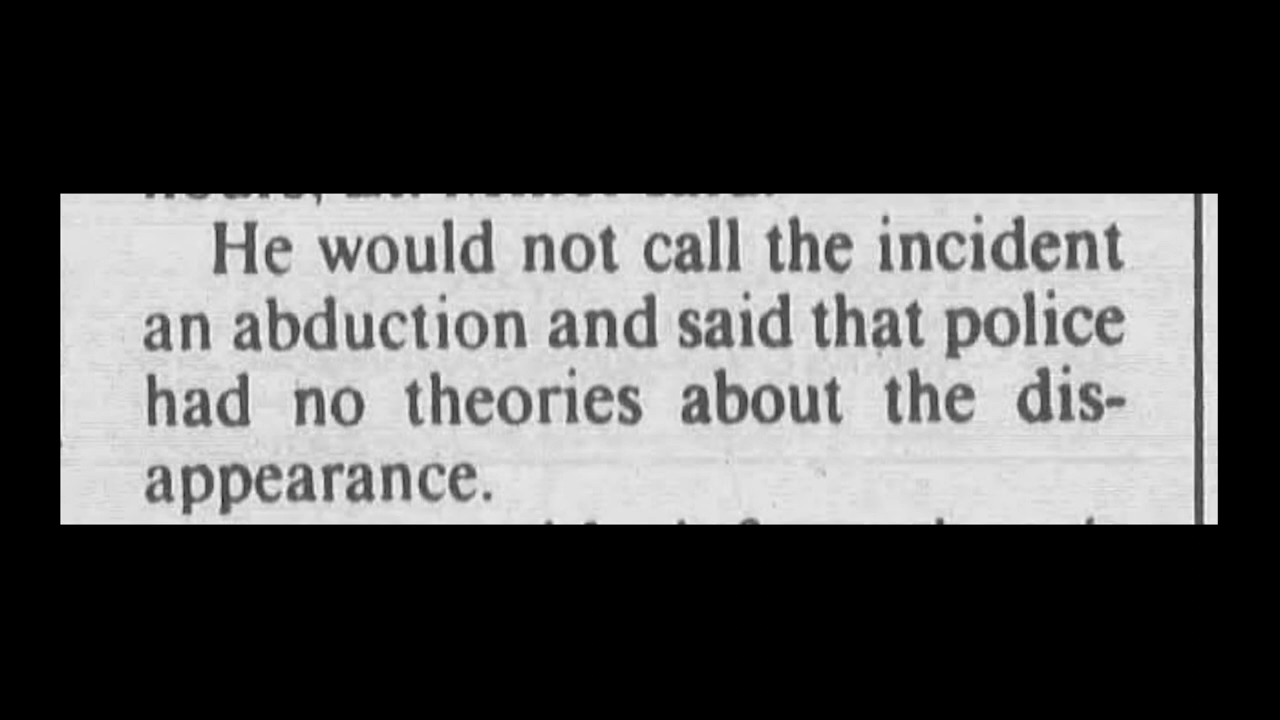 He would not call the incident
an abduction and said that police
had no theories about the dis-
appearance.